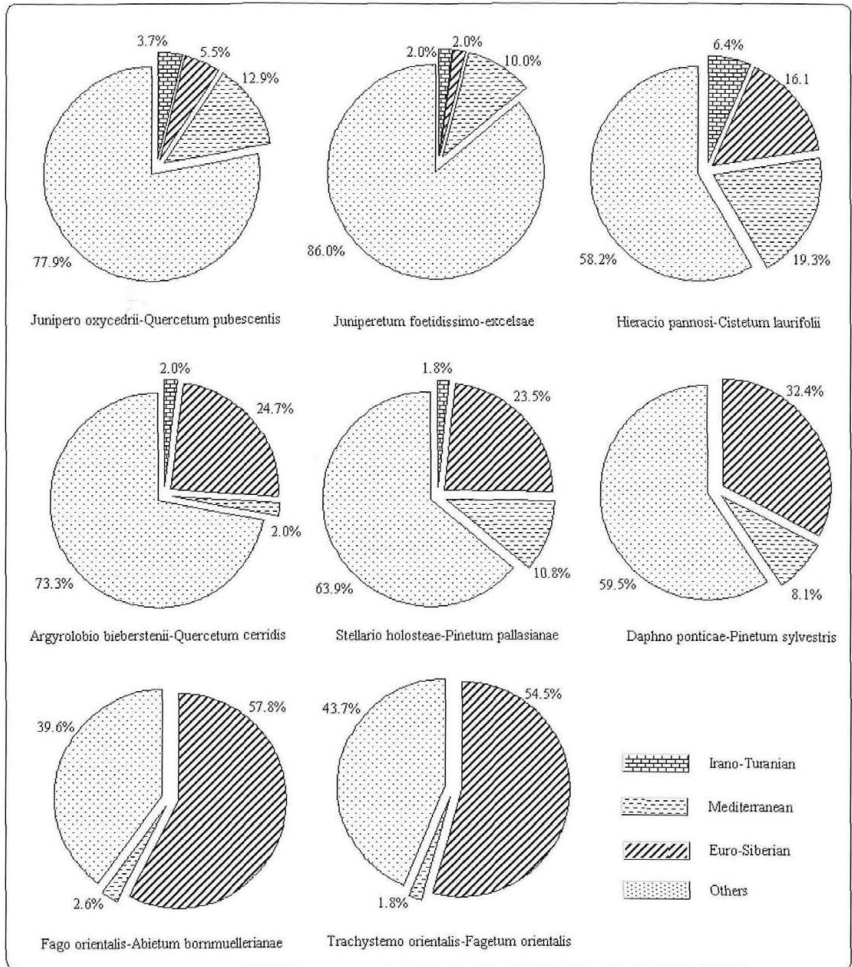 3.7%
5.5%
12.9%
77.9%
Junipero oxycedrii-Quercetum pubescentis
2.0%
2.0%
10.0%
86.0%
Juniperetum foetidissimo-excelsae
6.4%
16.1
19.3%
58.2%
Hieracio pannosi-Cistetum laurifolii
2.0%
24.7%
2.0%
73.3%
Argyrolobio bieberstenii-Quercetum cerridis
1.8%
23.5%
10.8%
63.9%
Stellario holosteae-Pinetum pallasianae
32.4%
8.1%
59.5%
Daphno ponticae-Pinetum sylvestris
39.6%
57.8%
2.6%
Fago orientalis-Abietum bornmuellerianae
43.7%
54.5%
1.8%
Trachystemo orientalis-Fagetum orientalis
Irano-Turanian
Mediterranean
Euro-Siberian
Others